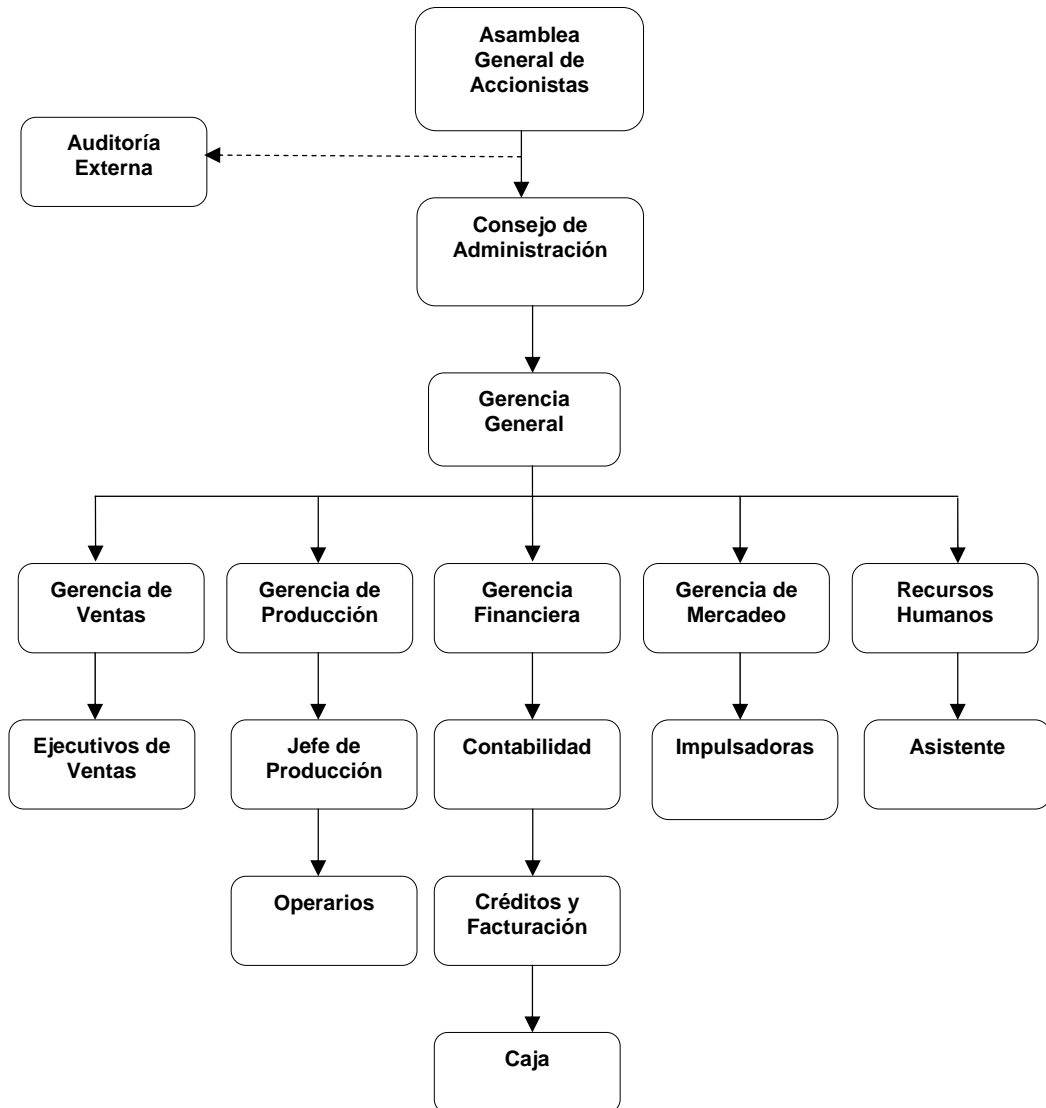 Asamblea
General de
Accionistas
Auditoría
Externa
Consejo de
Administración
Gerencia
General
Gerencia de
Ventas
Gerencia de
Producción
Gerencia
Financiera
Gerencia de
Mercadeo
Recursos
Humanos
Ejecutivos de
Ventas
Jefe de
Producción
Contabilidad
Impulsadoras
Asistente
Operarios
Créditos y
Facturación
Caja